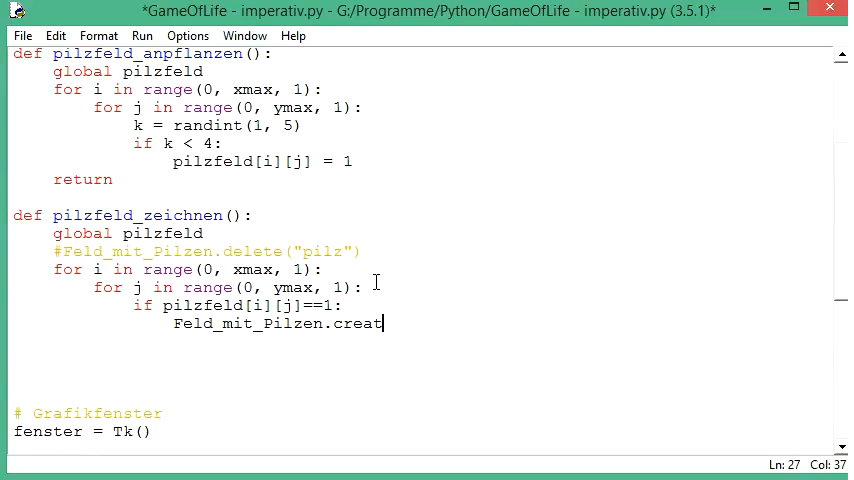 *GameOfLife - imperativ.py - G:/Programme/Python/GameOfLife - imperativ.py (3.5.1)*
File Edit Format Run Options Window Help
def pilzfeld_anpflanzen():
    global pilzfeld
    for i in range(0, xmax, 1):
        for j in range(0, ymax, 1):
            k = randint(1, 5)
            if k < 4:
                pilzfeld[i][j] = 1
    return
def pilzfeld_zeichnen():
    global pilzfeld
    #Feld_mit_Pilzen.delete("pilz")
    for i in range(0, xmax, 1):
        for j in range(0, ymax, 1):
            if pilzfeld[i][j]==1:
                Feld_mit_Pilzen.creat
# Grafikfenster
fenster = Tk()
Ln: 27 Col: 37